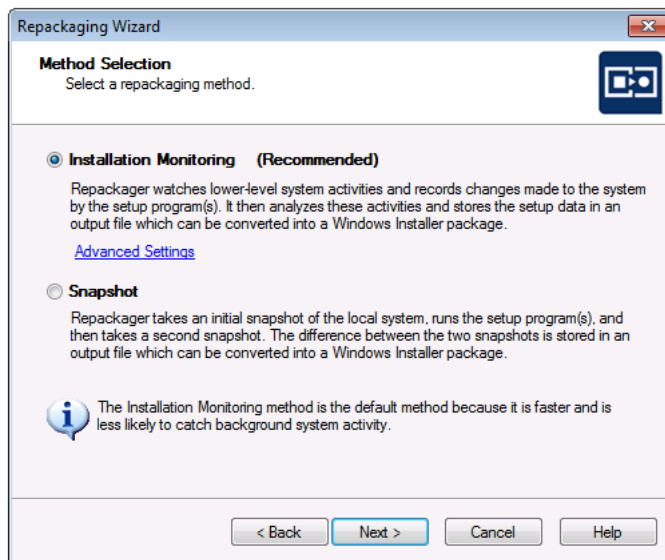 Repackaging Wizard
Method Selection
Select a repackaging method.
Installation Monitoring (Recommended)
Repackager watches lower-level system activities and records changes made to the system
by the setup program(s). It then analyzes these activities and stores the setup data in an
output file which can be converted into a Windows Installer package.
Advanced Settings
Snapshot
Repackager takes an initial snapshot of the local system, runs the setup program(s), and
then takes a second snapshot. The difference between the two snapshots is stored in an
output file which can be converted into a Windows Installer package.
The Installation Monitoring method is the default method because it is faster and is
less likely to catch background system activity.
< Back Next > Cancel Help